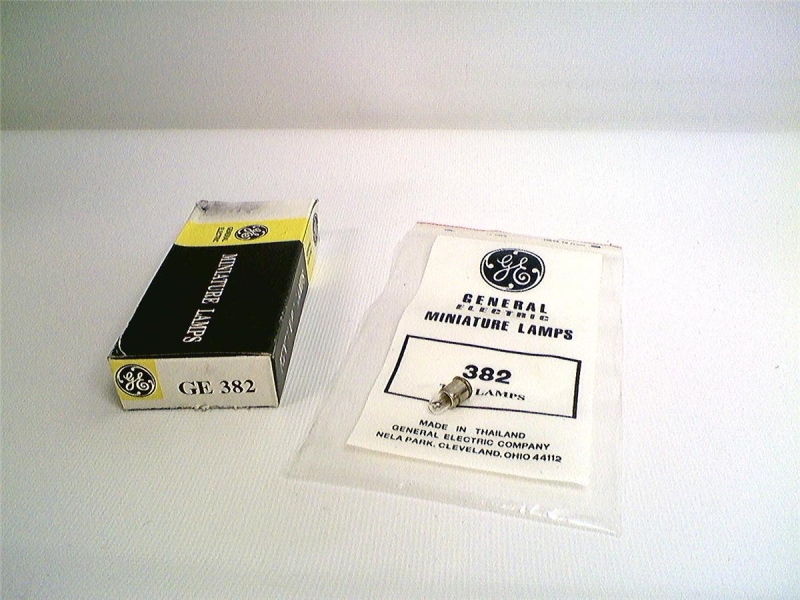 GE
GENERAL
ELECTRIC
MINIATURE LAMPS
GE
GE 382
GE
GENERAL
ELECTRIC
MINIATURE LAMPS
382
LAMPS
MADE IN THAILAND
GENERAL ELECTRIC COMPANY
NELA PARK, CLEVELAND, OHIO 44112